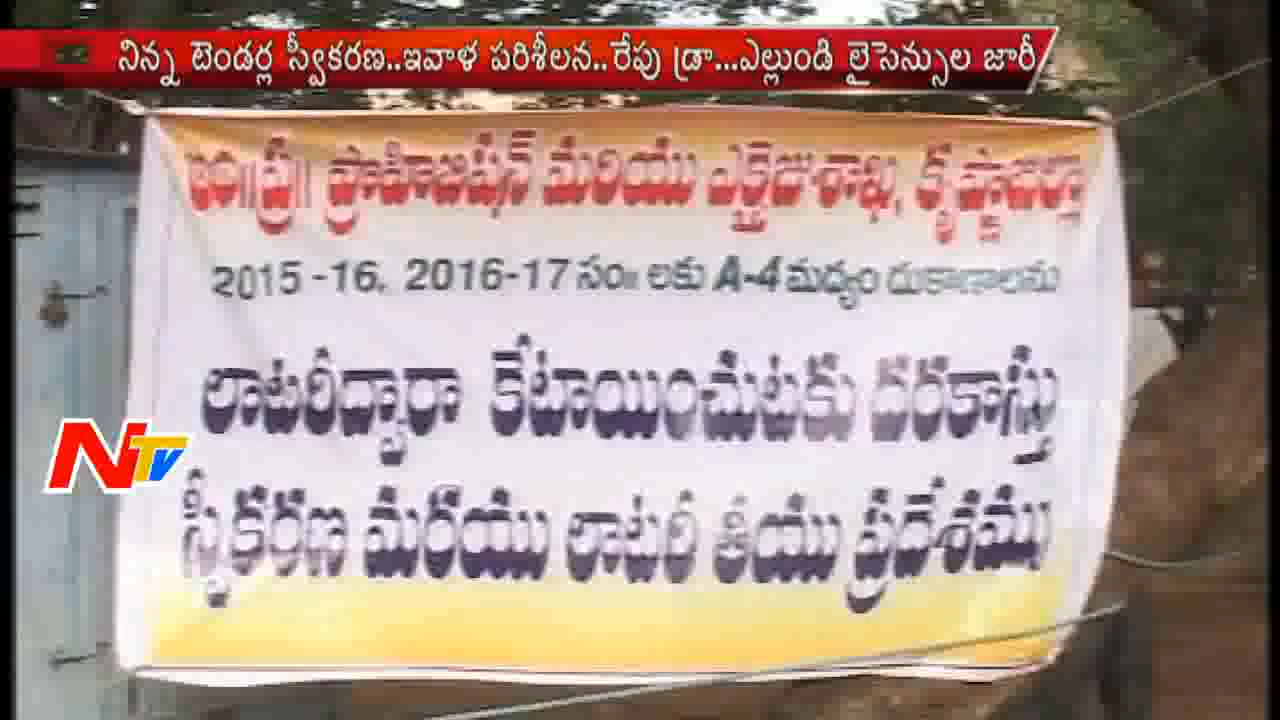 నిన్న టెండర్ల స్వీకరణ..ఇవాళ పరిశీలన..రేపు డ్రా...ఎల్లుండి లైసెన్సుల జారీ
ఆం॥ప్ర॥ ప్రొహిబిషన్ మరియు ఎక్సైజుశాఖ, కృష్ణాజిల్లా
2015-16, 2016-17 సం॥ లకు A-4 మద్యం దుకాణాలను
లాటరీద్వారా కేటాయించుటకు దరఖాస్తు
స్వీకరణ మరియు లాటరీ తీయు ప్రదేశము
NTV